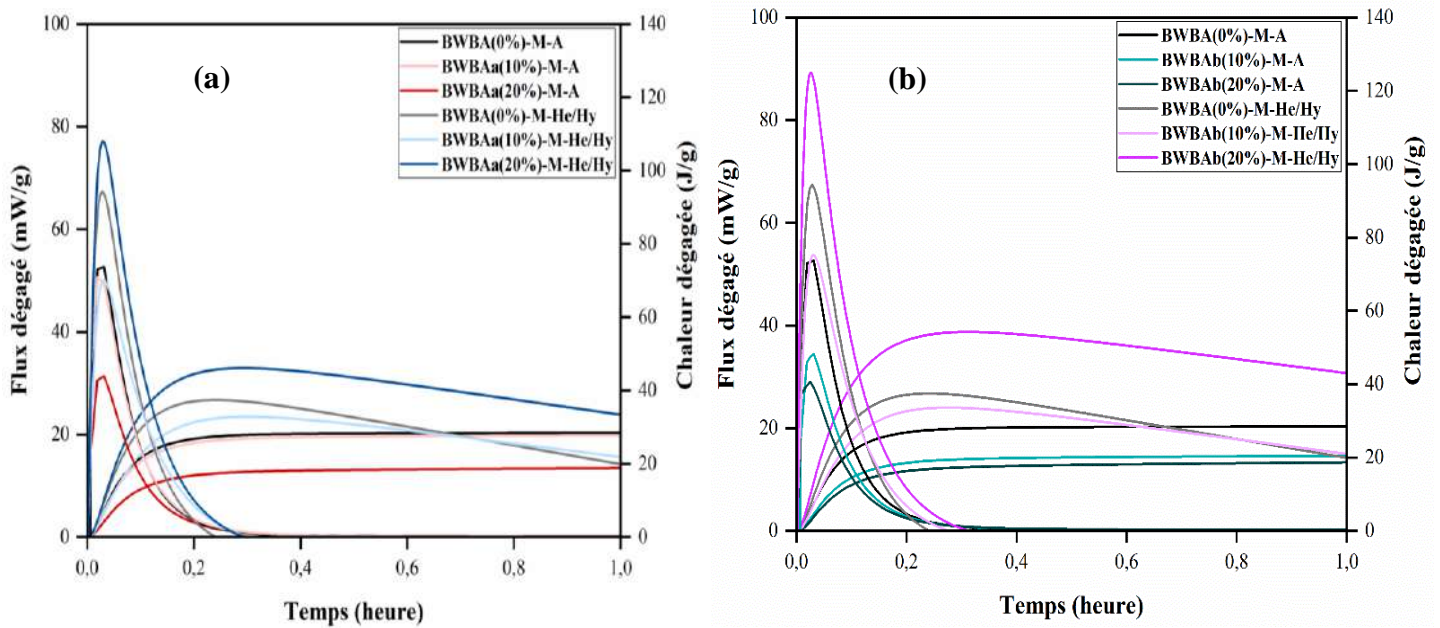 (a)
BWBA(0%)-M-A
BWBAa(10%)-M-A
BWBAa(20%)-M-A
BWBA(0%)-M-He/Hy
BWBAa(10%)-M-He/Hy
BWBAa(20%)-M-He/Hy
Flux dégagé (mW/g)
100
80
60
40
20
0
Chaleur dégagée (J/g)
140
120
100
80
60
40
20
0
0,0 0,2 0,4 0,6 0,8 1,0
Temps (heure)
(b)
BWBA(0%)-M-A
BWBAb(10%)-M-A
BWBAb(20%)-M-A
BWBA(0%)-M-He/Hy
BWBAb(10%)-M-He/Hy
BWBAb(20%)-M-He/Hy
Flux dégagé (mW/g)
100
80
60
40
20
0
Chaleur dégagée (J/g)
140
120
100
80
60
40
20
0
0,0 0,2 0,4 0,6 0,8 1,0
Temps (heure)